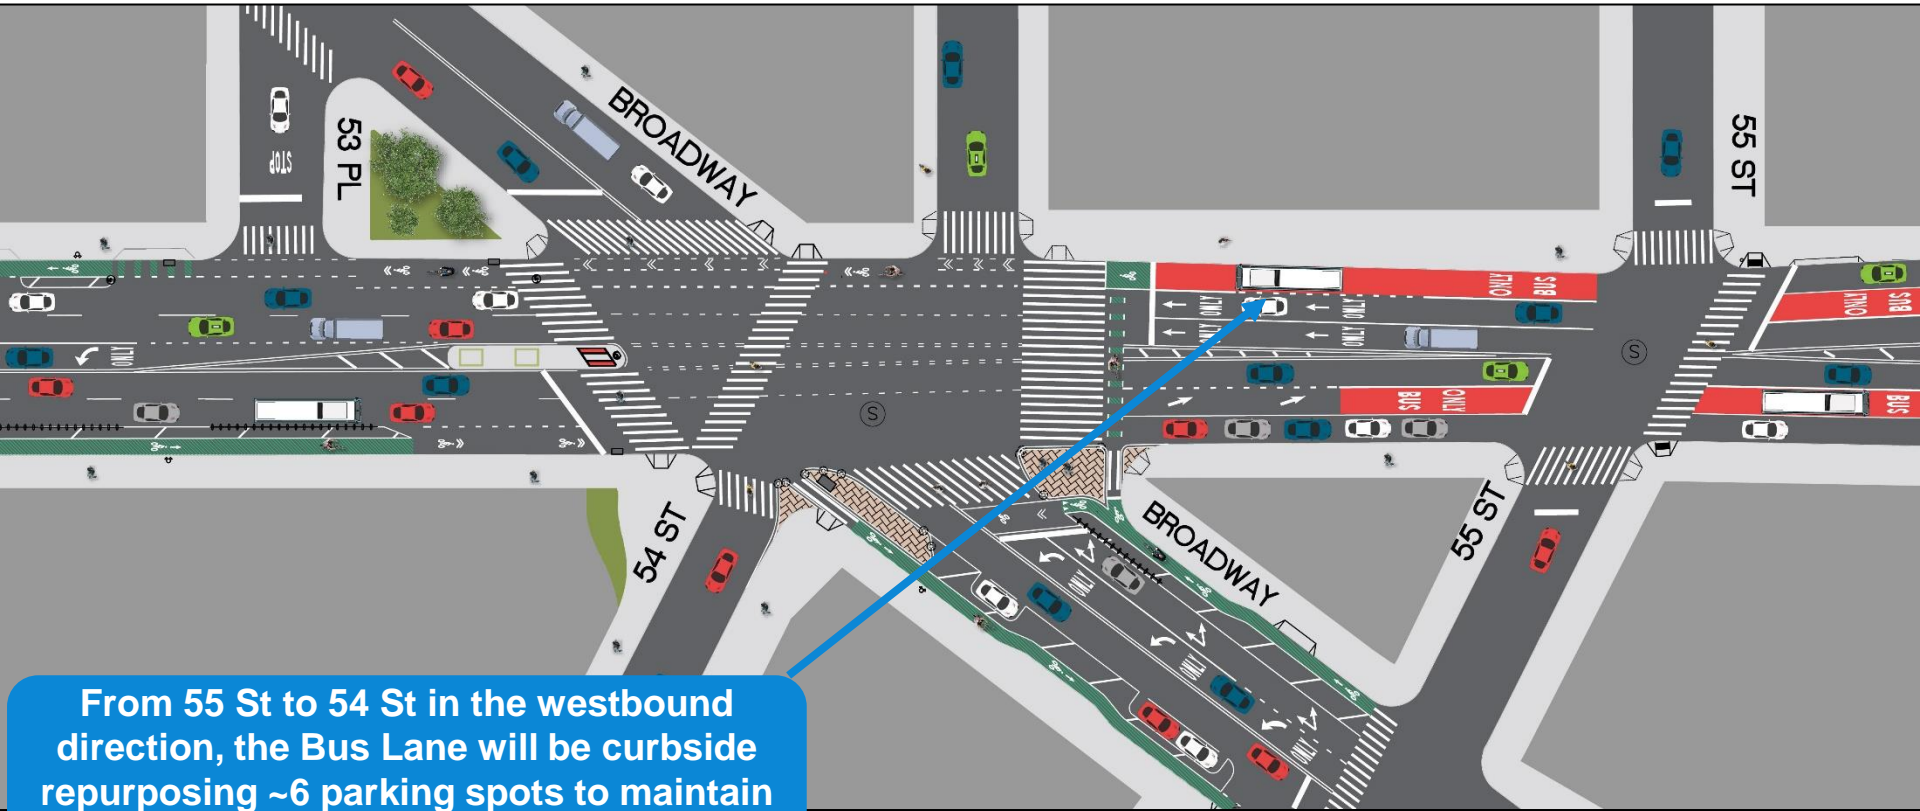 53 PL
BROADWAY
55 ST
STOP
ONLY
BUS
ONLY
BUS
ONLY
ONLY
ONLY
ONLY
ONLY
BUS
ONLY
BUS
S
S
54 ST
BROADWAY
55 ST
ONLY
ONLY
ONLY
From 55 St to 54 St in the westbound
direction, the Bus Lane will be curbside
repurposing ~6 parking spots to maintain